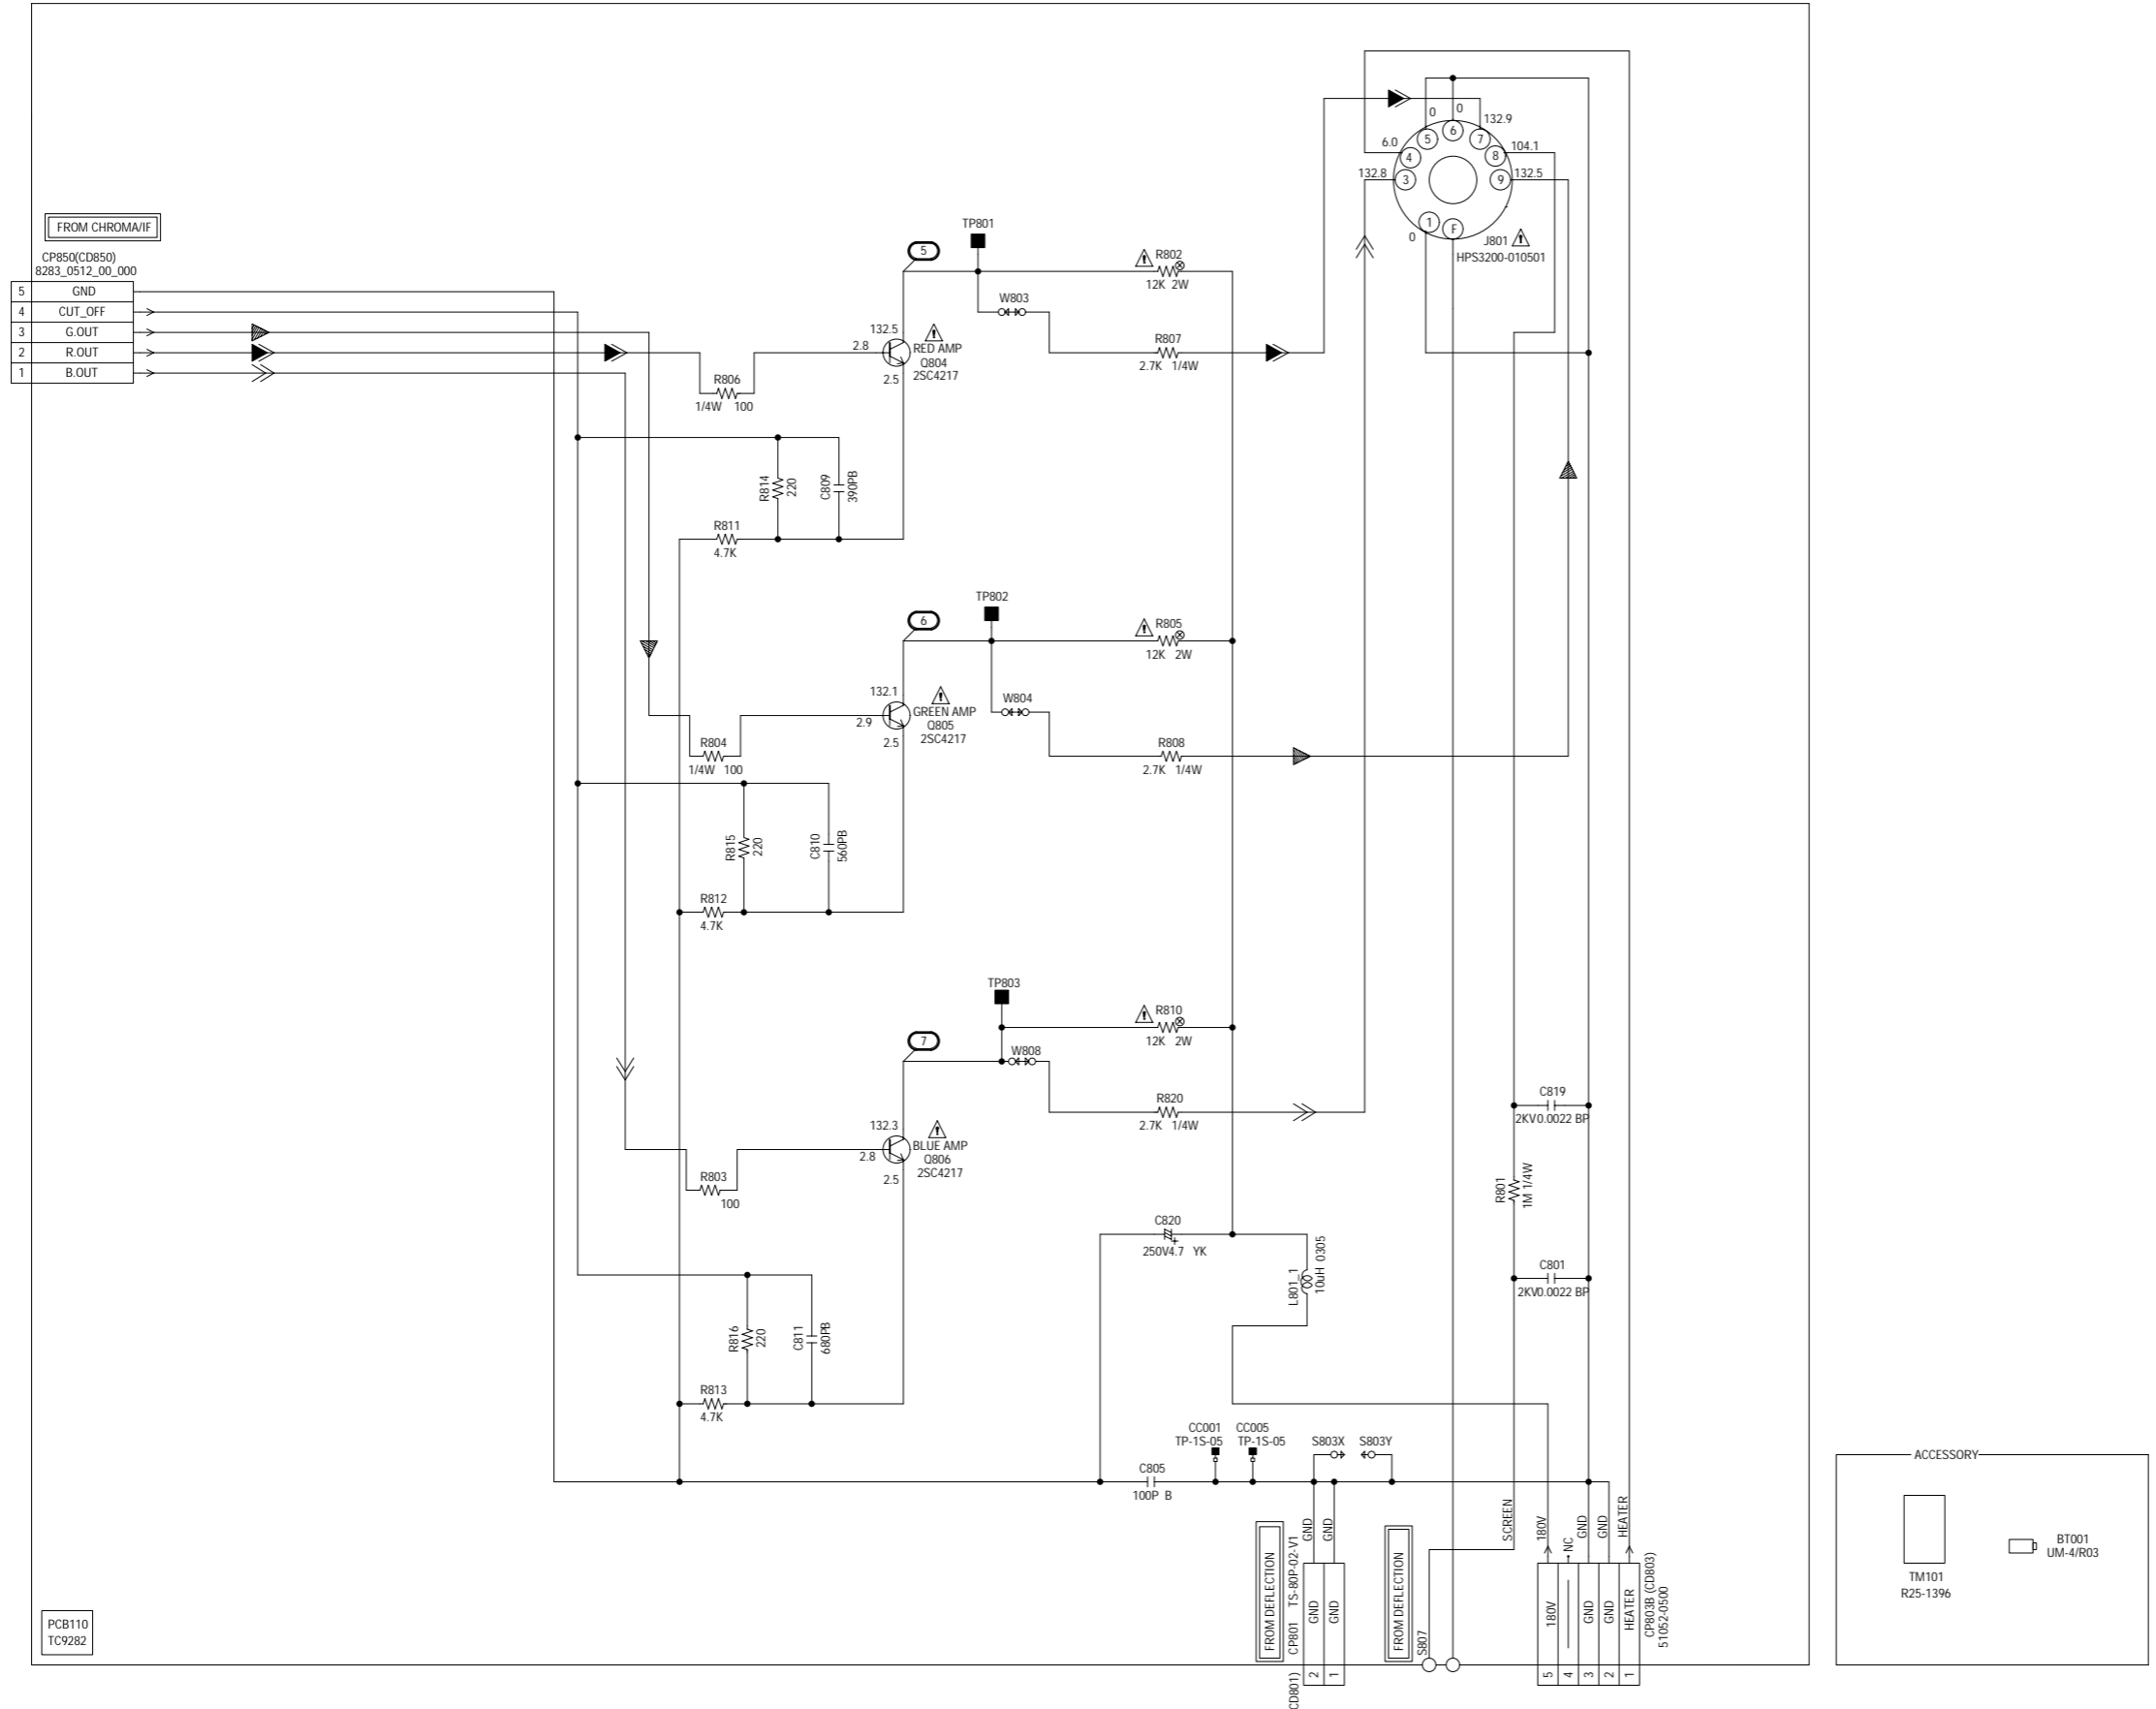 FROM CHROMA/IF
CP850(CD850)
8283_0512_00_000
5 GND
4 CUT_OFF
3 G.OUT
2 R.OUT
1 B.OUT
R806
1/4W 100
5
132.5
2.8
2.5
RED AMP
Q804
2SC4217
TP801
W803
R802
12K 2W
R807
2.7K 1/4W
R814
220
C809
390PB
R811
4.7K
6
132.1
2.9
2.5
GREEN AMP
Q805
2SC4217
TP802
W804
R805
12K 2W
R808
2.7K 1/4W
R804
1/4W 100
R815
220
C810
560PB
R812
4.7K
7
132.3
2.8
2.5
BLUE AMP
Q806
2SC4217
TP803
W808
R810
12K 2W
R820
2.7K 1/4W
R803
100
R816
220
C811
680PB
R813
4.7K
0
0
132.9
6.0
104.1
132.8
132.5
0
5
6
7
4
8
3
9
1
F
J801
HPS3200-010501
C819
2KV0.0022 BP
R801
1M 1/4W
C801
2KV0.0022 BP
C820
250V4.7 YK
L801_1
10uH 0305
CC001
TP-1S-05
CC005
TP-1S-05
S803X
S803Y
C805
100P B
FROM DEFLECTION
CP801 TS-80P-02-V1
CD801)
GND
GND
GND
GND
2
1
FROM DEFLECTION
S807
SCREEN
180V
NC
GND
GND
HEATER
180V
GND
GND
HEATER
5
4
3
2
1
CP803B (CD803)
51052-0500
PCB110
TC9282
ACCESSORY
TM101
R25-1396
BT001
UM-4/R03